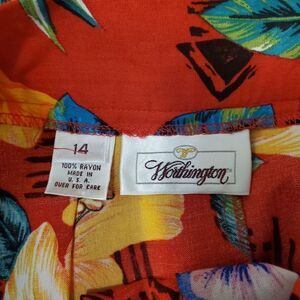 14
100% RAYON
MADE IN
U. S. A.
OVER FOR CARE
Worthington